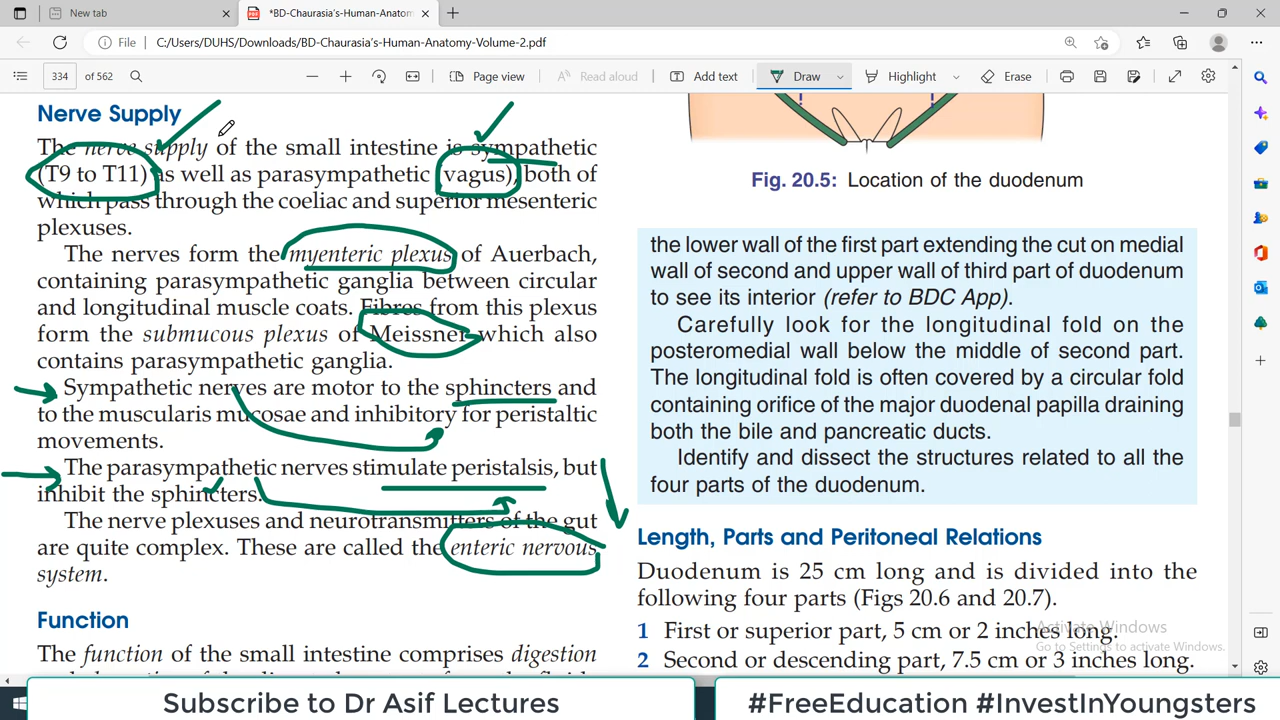 New tab
*BD-Chaurasia's-Human-Anatom
File
C:/Users/DUHS/Downloads/BD-Chaurasia's-Human-Anatomy-Volume-2.pdf
334
of 562
Page view
Read aloud
Add text
Draw
Highlight
Erase
Nerve Supply
The nerve supply of the small intestine is sympathetic
(T9 to T11) as well as parasympathetic (vagus), both of
which pass through the coeliac and superior mesenteric
plexuses.
The nerves form the myenteric plexus of Auerbach,
containing parasympathetic ganglia between circular
and longitudinal muscle coats. Fibres from this plexus
form the submucous plexus of Meissner which also
contains parasympathetic ganglia.
Sympathetic nerves are motor to the sphincters and
to the muscularis mucosae and inhibitory for peristaltic
movements.
The parasympathetic nerves stimulate peristalsis, but
inhibit the sphincters.
The nerve plexuses and neurotransmitters of the gut
are quite complex. These are called the enteric nervous
system.
Function
The function of the small intestine comprises digestion
Fig. 20.5: Location of the duodenum
the lower wall of the first part extending the cut on medial
wall of second and upper wall of third part of duodenum
to see its interior (refer to BDC App).
Carefully look for the longitudinal fold on the
posteromedial wall below the middle of second part.
The longitudinal fold is often covered by a circular fold
containing orifice of the major duodenal papilla draining
both the bile and pancreatic ducts.
Identify and dissect the structures related to all the
four parts of the duodenum.
Length, Parts and Peritoneal Relations
Duodenum is 25 cm long and is divided into the
following four parts (Figs 20.6 and 20.7).
1 First or superior part, 5 cm or 2 inches long.
2 Second or descending part, 7.5 cm or 3 inches long.
Activate Windows
Go to Settings to activate Windows.
Subscribe to Dr Asif Lectures
#FreeEducation #InvestInYoungsters